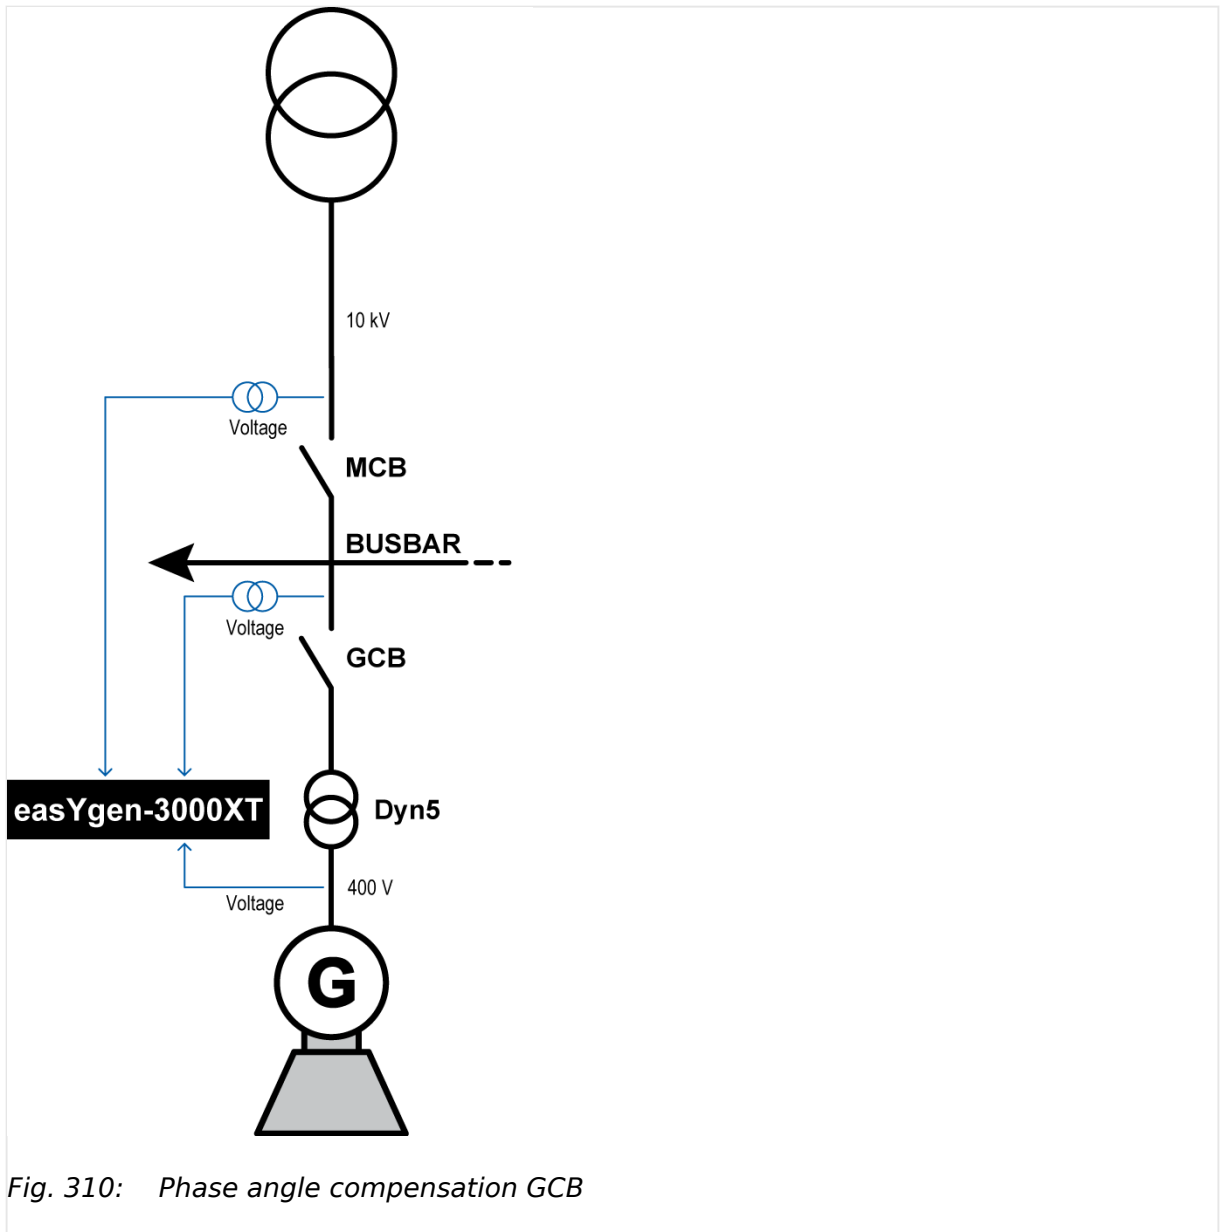 10 kV
Voltage
MCB
BUSBAR
Voltage
GCB
easYgen-3000XT
Dyn5
400 V
Voltage
G
Fig. 310: Phase angle compensation GCB